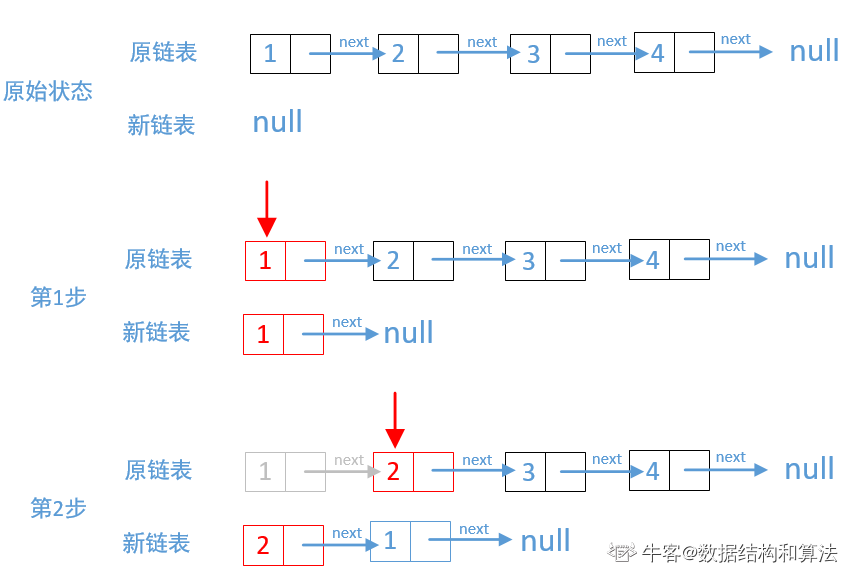 原链表 1 next 2 next 3 next 4 next null
原始状态
新链表 null
原链表 1 next 2 next 3 next 4 next null
第1步
新链表 1 next null
原链表 1 next 2 next 3 next 4 next null
第2步
新链表 2 next 1 next null
牛客@数据结构和算法